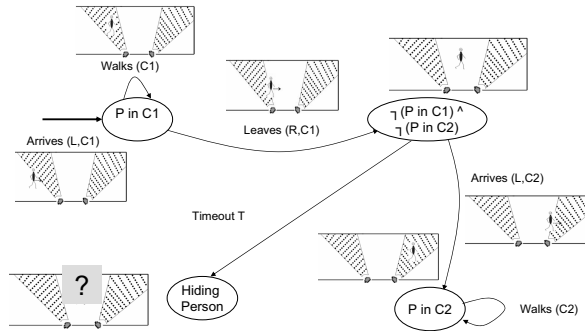 Walks (C1)
P in C1
Leaves (R,C1)
┐(P in C1) ^
┐(P in C2)
Arrives (L,C1)
Arrives (L,C2)
Timeout T
?
Hiding
Person
P in C2
Walks (C2)